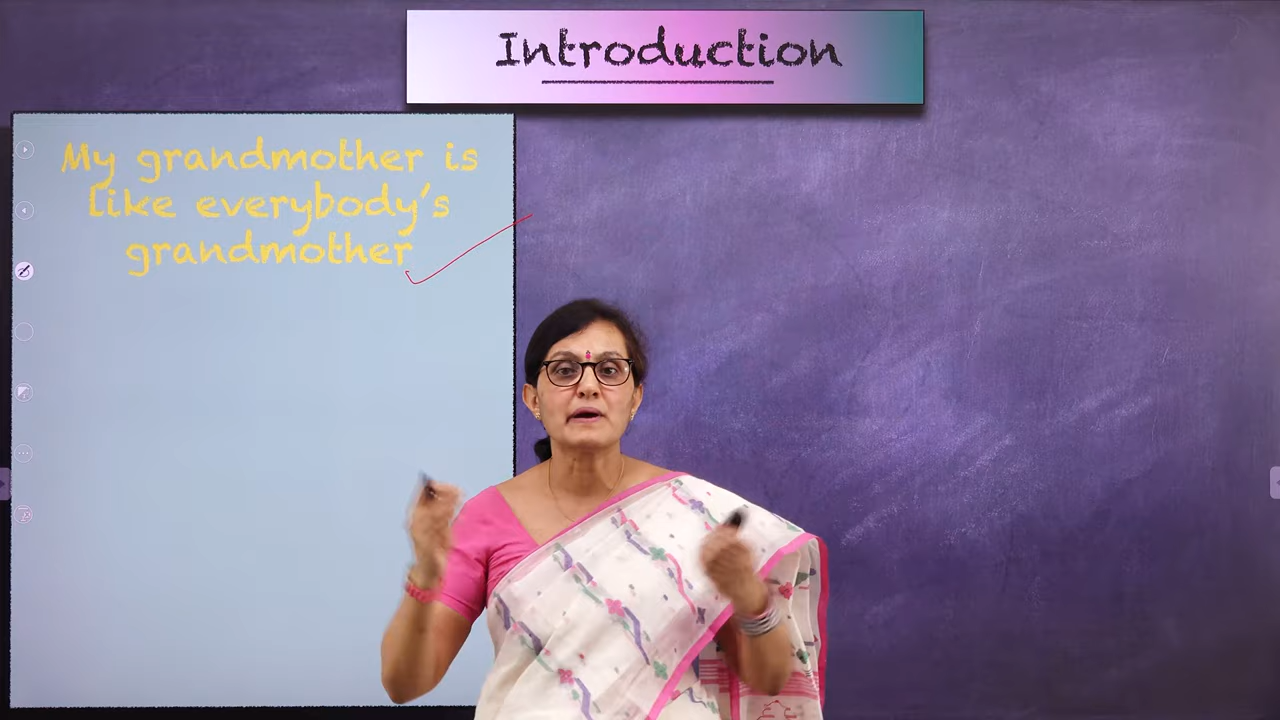 Introduction
My grandmother is
like everybody's
grandmother